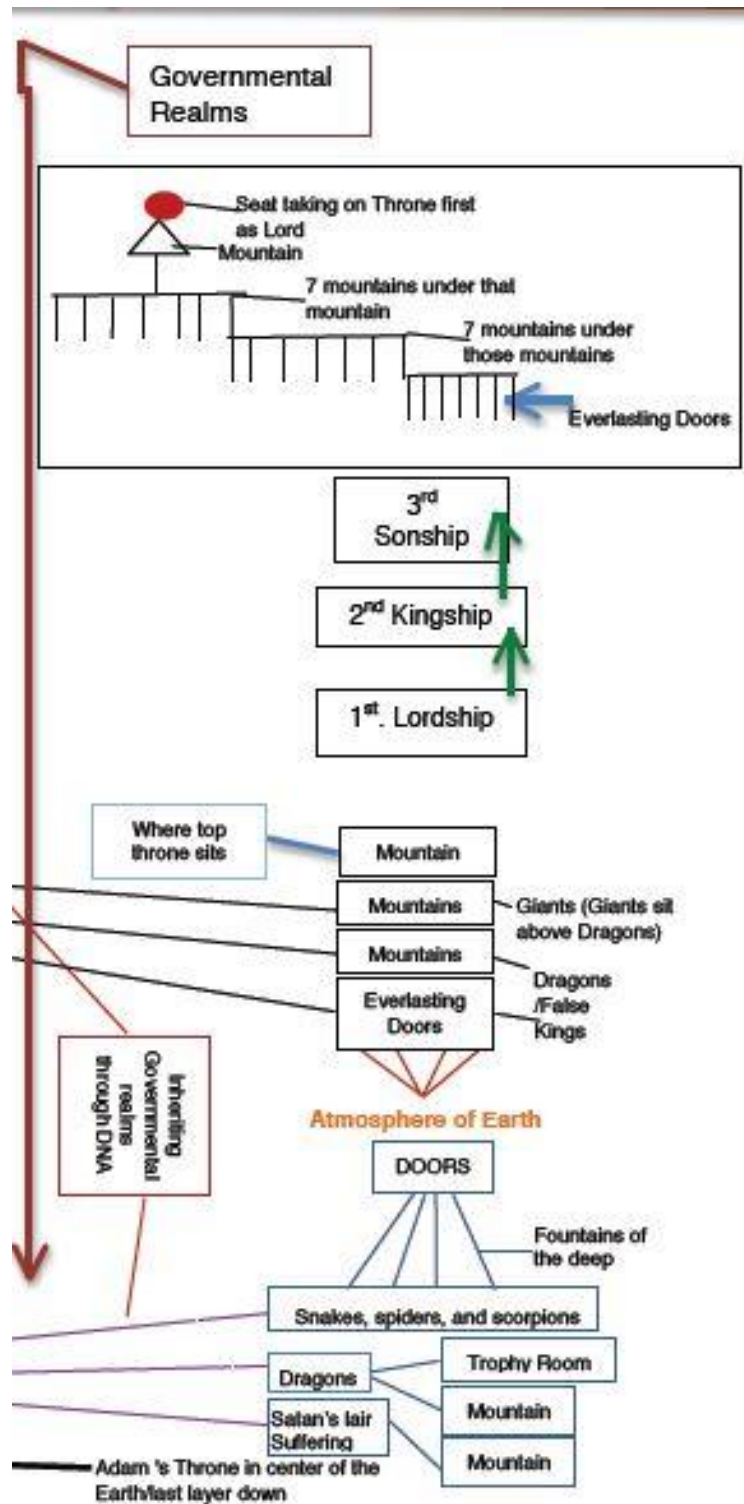 Governmental
Realms
Seat taking on Throne first
as Lord
Mountain
7 mountains under that
mountain
7 mountains under
those mountains
Everlasting Doors
3rd
Sonship
2nd Kingship
1st. Lordship
Where top
throne sits
Mountain
Mountains
Giants (Giants sit
above Dragons)
Mountains
Dragons
/False
Kings
Everlasting
Doors
Inheriting
Governmental
realms
through DNA
Atmosphere of Earth
DOORS
Fountains of
the deep
Snakes, spiders, and scorpions
Trophy Room
Dragons
Mountain
Satan's lair
Suffering
Mountain
Adam 's Throne in center of the
Earth/last layer down